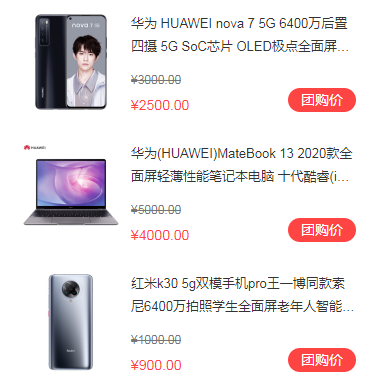 华为 HUAWEI nova 7 5G 6400万后置
四摄 5G SoC芯片 OLED极点全面屏…
¥3000.00
¥2500.00
团购价
nova 7
HUAWEI
华为(HUAWEI)MateBook 13 2020款全
面屏轻薄性能笔记本电脑 十代酷睿(i…
¥5000.00
¥4000.00
团购价
红米k30 5g双模手机pro王一博同款索
尼6400万拍照学生全面屏老年人智能…
¥1000.00
¥900.00
团购价